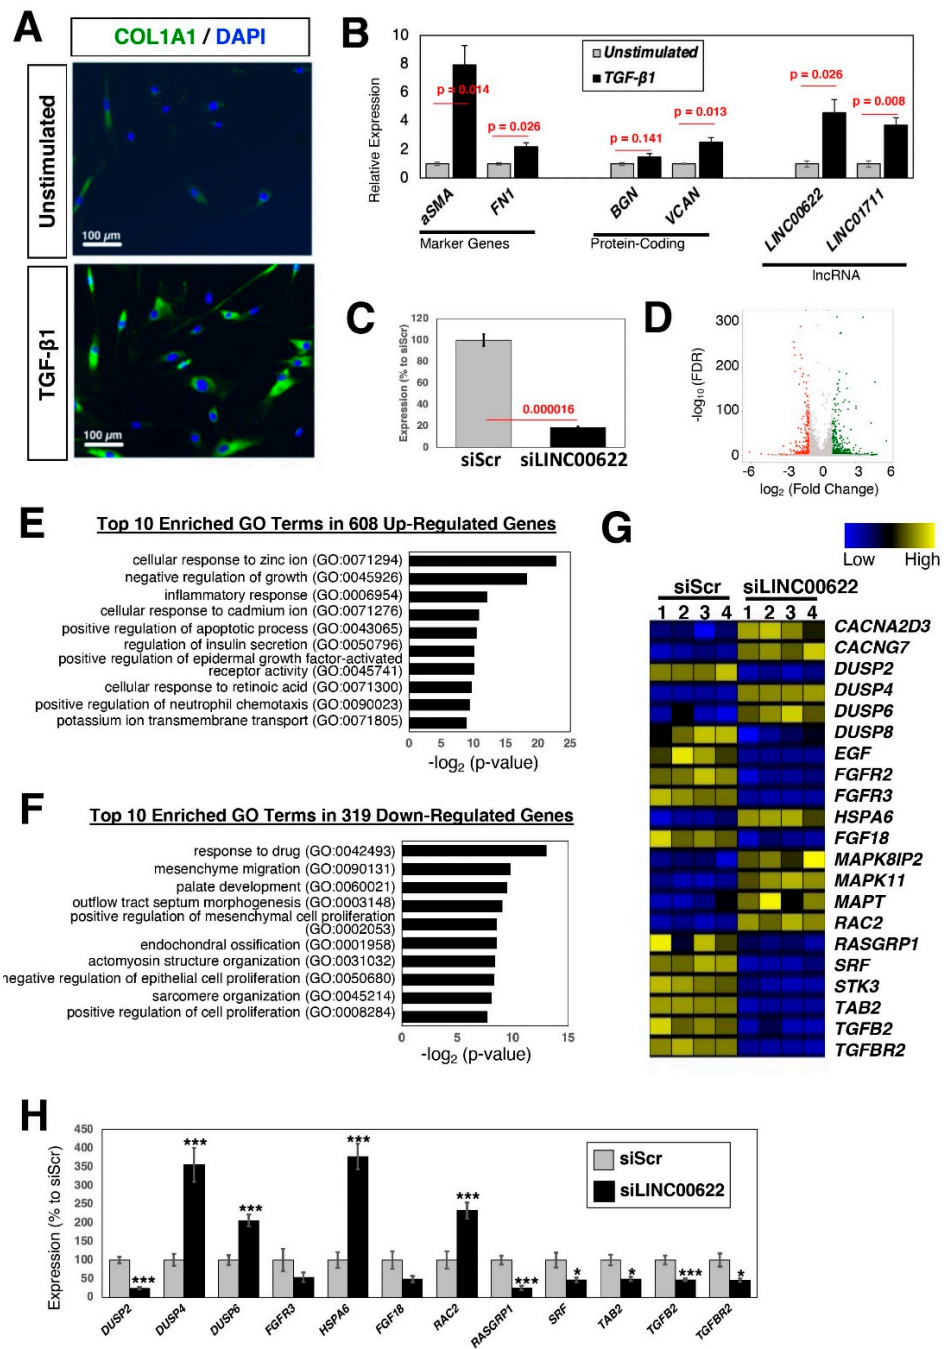 A
COL1A1 / DAPI
Unstimulated
100 µm
TGF-β1
100 µm
B
Relative Expression
10
8
6
4
2
0
Unstimulated
TGF-β1
p = 0.014
p = 0.026
p = 0.141
p = 0.013
p = 0.026
p = 0.008
aSMA
FN1
BGN
VCAN
LINC00622
LINC01711
Marker Genes
Protein-Coding
lncRNA
C
Expression (% to siScr)
120
100
80
60
40
20
0
0.000016
siScr
siLINC00622
D
-log10 (FDR)
300
200
100
0
-6 -3 0 3 6
log2 (Fold Change)
E
Top 10 Enriched GO Terms in 608 Up-Regulated Genes
cellular response to zinc ion (GO:0071294)
negative regulation of growth (GO:0045926)
inflammatory response (GO:0006954)
cellular response to cadmium ion (GO:0071276)
positive regulation of apoptotic process (GO:0043065)
regulation of insulin secretion (GO:0050796)
positive regulation of epidermal growth factor-activated
receptor activity (GO:0045741)
cellular response to retinoic acid (GO:0071300)
positive regulation of neutrophil chemotaxis (GO:0090023)
potassium ion transmembrane transport (GO:0071805)
0 5 10 15 20 25
-log2 (p-value)
F
Top 10 Enriched GO Terms in 319 Down-Regulated Genes
response to drug (GO:0042493)
mesenchyme migration (GO:0090131)
palate development (GO:0060021)
outflow tract septum morphogenesis (GO:0003148)
positive regulation of mesenchymal cell proliferation
(GO:0002053)
endochondral ossification (GO:0001958)
actomyosin structure organization (GO:0031032)
negative regulation of epithelial cell proliferation (GO:0050680)
sarcomere organization (GO:0045214)
positive regulation of cell proliferation (GO:0008284)
0 5 10 15
-log2 (p-value)
G
Low High
siScr siLINC00622
1 2 3 4 1 2 3 4
CACNA2D3
CACNG7
DUSP2
DUSP4
DUSP6
DUSP8
EGF
FGFR2
FGFR3
HSPA6
FGF18
MAPK8IP2
MAPK11
MAPT
RAC2
RASGRP1
SRF
STK3
TAB2
TGFB2
TGFBR2
H
Expression (% to siScr)
450
400
350
300
250
200
150
100
50
0
siScr
siLINC00622
***
***
***
***
***
***
*
*
***
*
DUSP2
DUSP4
DUSP6
FGFR3
HSPA6
FGF18
RAC2
RASGRP1
SRF
TAB2
TGFB2
TGFBR2